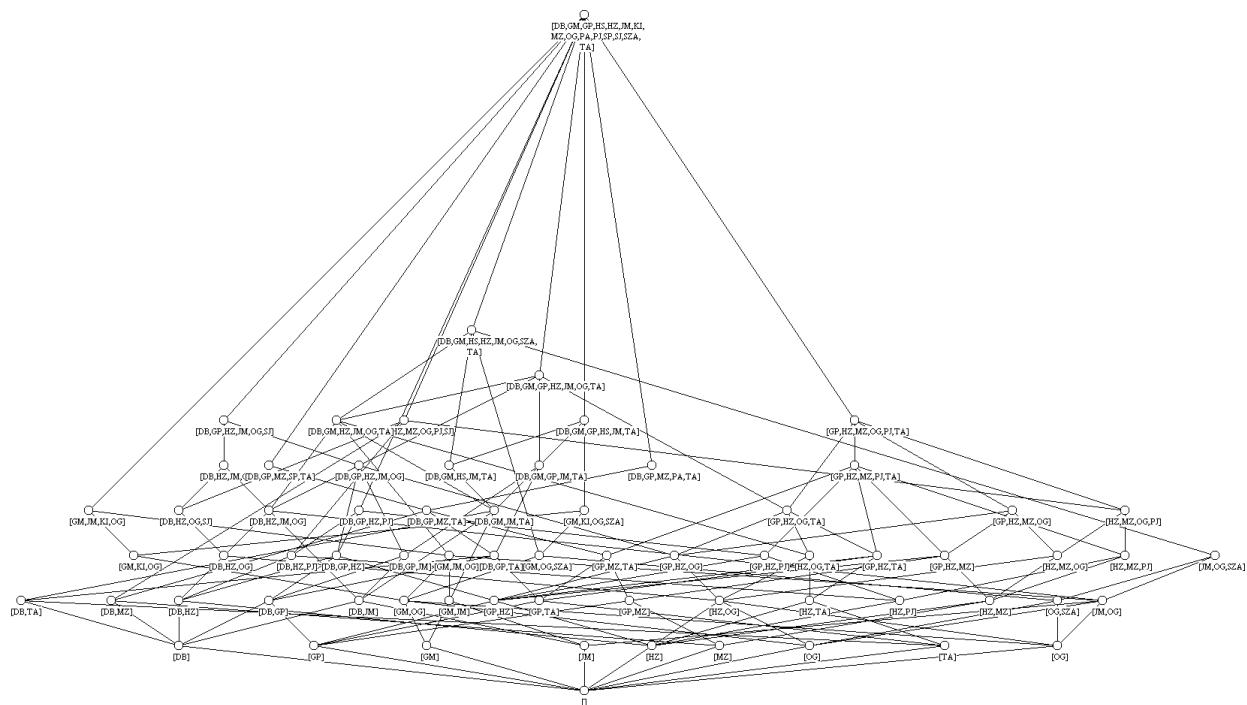 [DB,GM,GP,HS,HZ,JM,KI,
MZ,OG,PA,PJ,SP,SJ,SZA,
TA]
[DB,GM,HS,HZ,JM,OG,SZA,
TA]
[DB,GM,GP,HZ,JM,OG,TA]
[DB,GP,HZ,JM,OG,SJ]
[DB,GM,HZ,JM,OG,TA]
HZ,MZ,OG,PJ,SJ]
[DB,GM,GP,HS,JM,TA]
[GP,HZ,MZ,OG,PJ,TA]
[DB,HZ,JM,
[DB,GP,MZ,SP,TA]
[DB,GP,HZ,JM,OG]
[DB,GM,HS,JM,TA]
[DB,GM,GP,JM,TA]
[DB,GP,MZ,PA,TA]
[GP,HZ,MZ,PJ,TA]
[GM,JM,KI,OG]
[DB,HZ,OG,SJ]
[DB,HZ,JM,OG]
[DB,GP,HZ,PJ]
[DB,GP,MZ,TA]
[DB,GM,JM,TA]
[GM,KI,OG,SZA]
[GP,HZ,OG,TA]
[GP,HZ,MZ,OG]
[HZ,MZ,OG,PJ]
[GM,KI,OG]
[DB,HZ,OG]
[DB,HZ,PJ]
[DB,GP,HZ]
[DB,GP,JM]
[GM,JM,OG]
[DB,GP,TA]
[GM,OG,SZA]
[GP,MZ,TA]
[GP,HZ,OG]
[GP,HZ,PJ]
[HZ,OG,TA]
[GP,HZ,TA]
[GP,HZ,MZ]
[HZ,MZ,OG]
[HZ,MZ,PJ]
[JM,OG,SZA]
[DB,TA]
[DB,MZ]
[DB,HZ]
[DB,GP]
[DB,JM]
[GM,OG]
[GM,JM]
[GP,HZ]
[GP,TA]
[GP,MZ]
[HZ,OG]
[HZ,TA]
[HZ,PJ]
[HZ,MZ]
[OG,SZA]
[JM,OG]
[DB]
[GP]
[GM]
[JM]
[HZ]
[MZ]
[OG]
[TA]
[OG]
[]